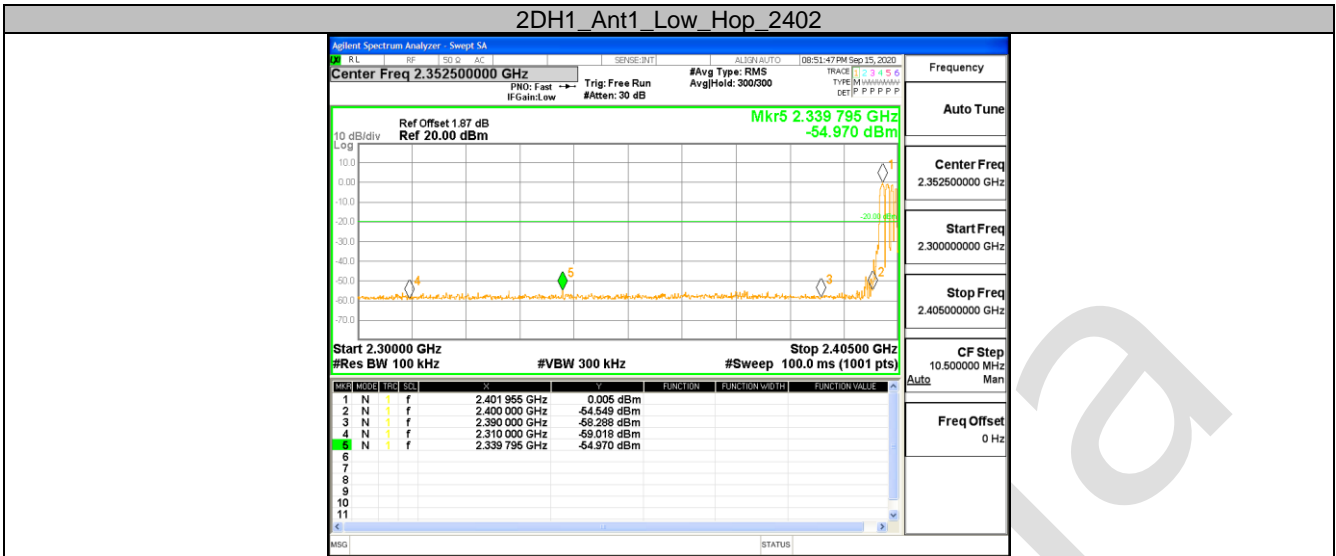 2DH1_Ant1_Low_Hop_2402
Agilent Spectrum Analyzer - Swept SA
RL RF 50 Ω AC SENSE:INT ALIGNAUTO 08:51:47 PM Sep 15, 2020
Center Freq 2.352500000 GHz
PNO: Fast
IFGain:Low
Trig: Free Run
#Atten: 30 dB
#Avg Type: RMS
Avg|Hold: 300/300
TRACE 1 2 3 4 5 6
TYPE M
DET P P P P P P
Frequency
Auto Tune
Ref Offset 1.87 dB
10 dB/div Ref 20.00 dBm
Log
Mkr5 2.339 795 GHz
-54.970 dBm
10.0
0.00
-10.0
-20.0
-30.0
-40.0
-50.0
-60.0
-70.0
-20.00 dBm
1
2
3
4
5
Center Freq
2.352500000 GHz
Start Freq
2.300000000 GHz
Stop Freq
2.405000000 GHz
Start 2.30000 GHz Stop 2.40500 GHz
#Res BW 100 kHz #VBW 300 kHz #Sweep 100.0 ms (1001 pts)
CF Step
10.500000 MHz
Auto Man
Freq Offset
0 Hz
MKR MODE TRC SCL X Y FUNCTION FUNCTION WIDTH FUNCTION VALUE
1 N 1 f 2.401 955 GHz 0.005 dBm
2 N 1 f 2.400 000 GHz -54.549 dBm
3 N 1 f 2.390 000 GHz -58.288 dBm
4 N 1 f 2.310 000 GHz -59.018 dBm
5 N 1 f 2.339 795 GHz -54.970 dBm
6
7
8
9
10
11
MSG STATUS